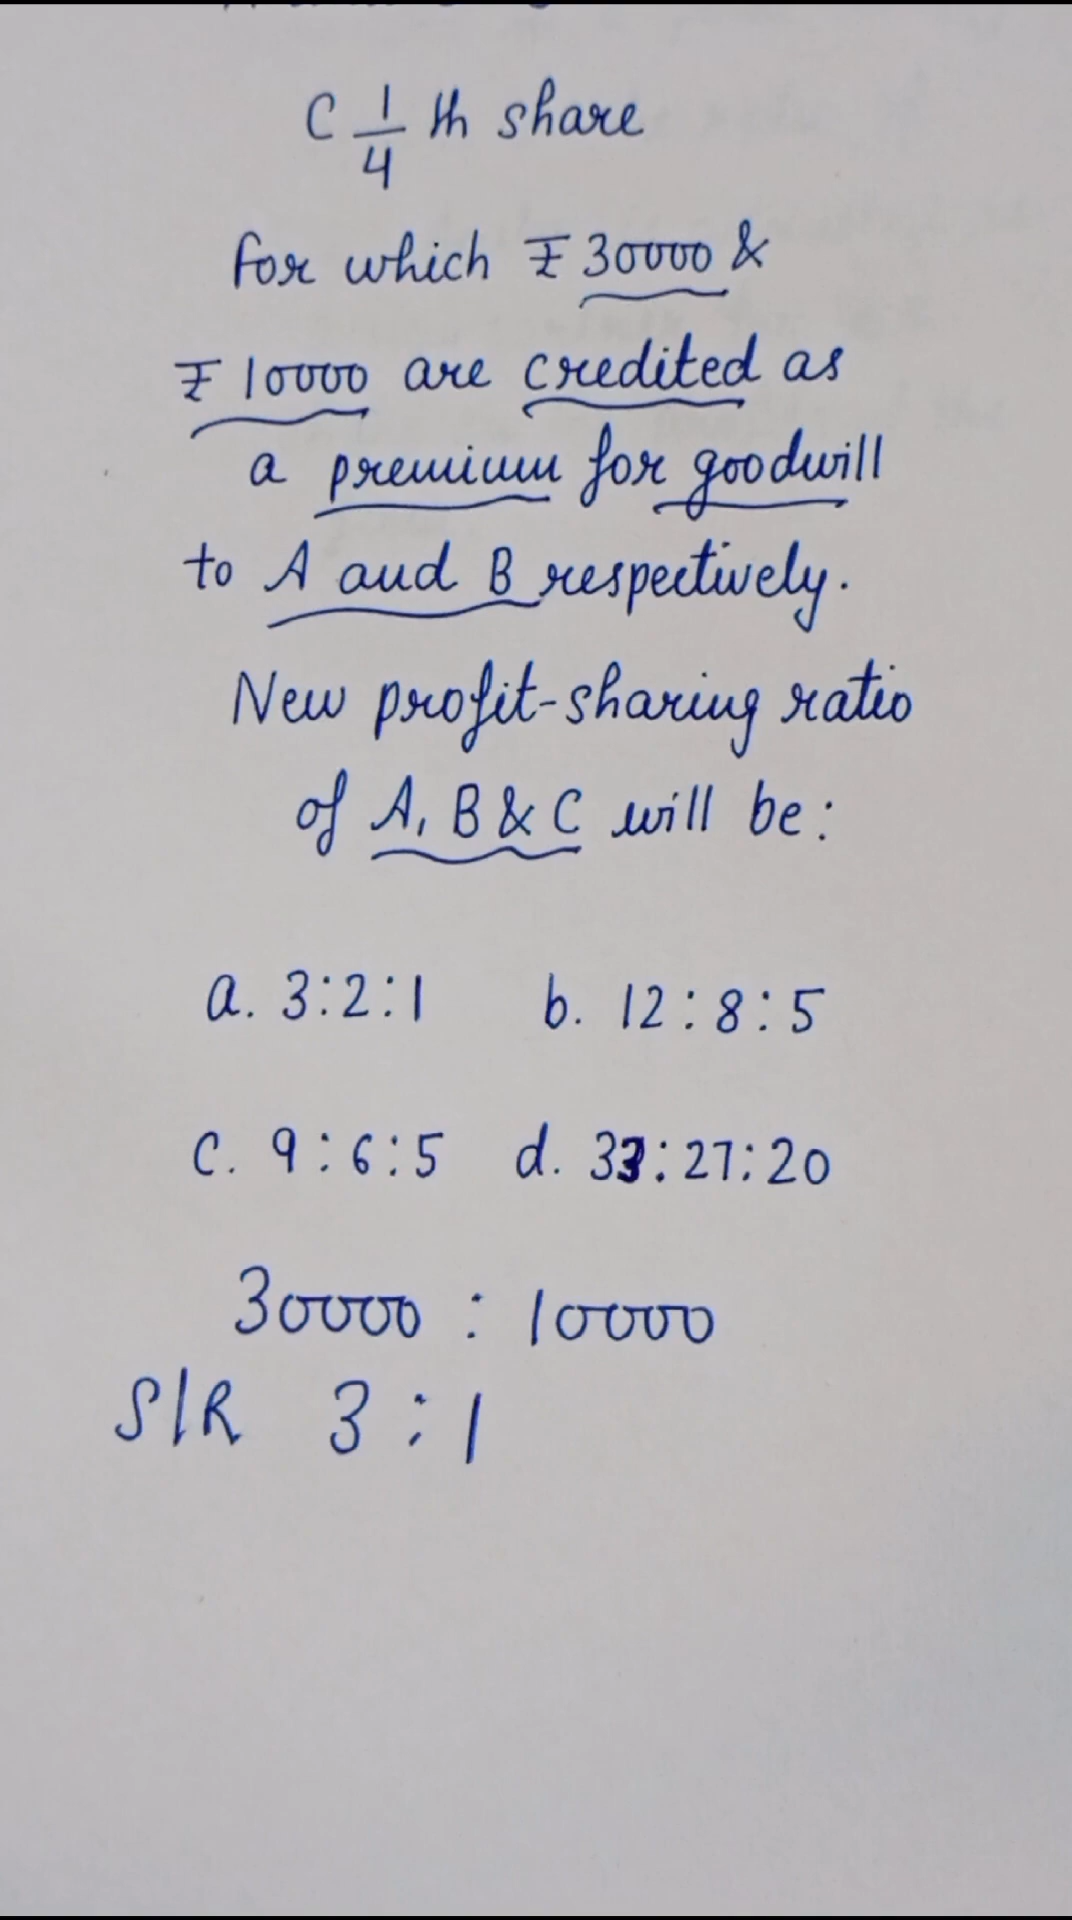 C 1/4 th share
for which ₹ 30000 &
₹ 10000 are credited as
a premium for goodwill
to A and B respectively.
New profit-sharing ratio
of A, B & C will be:
a. 3:2:1 b. 12:8:5
c. 9:6:5 d. 33:27:20
30000 : 10000
S/R 3:1